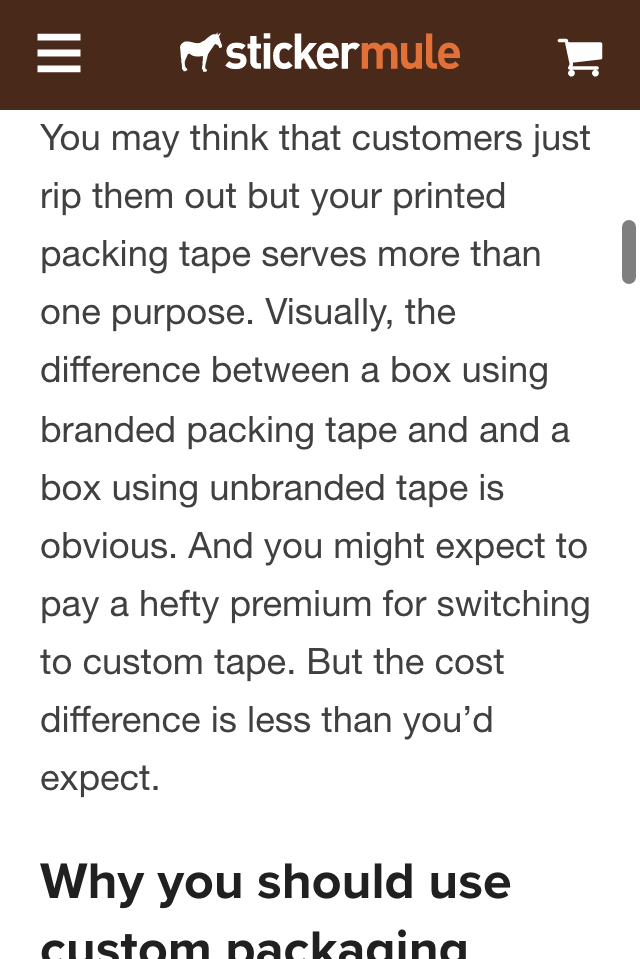 stickermule
You may think that customers just
rip them out but your printed
packing tape serves more than
one purpose. Visually, the
difference between a box using
branded packing tape and and a
box using unbranded tape is
obvious. And you might expect to
pay a hefty premium for switching
to custom tape. But the cost
difference is less than you’d
expect.
Why you should use
custom packaging